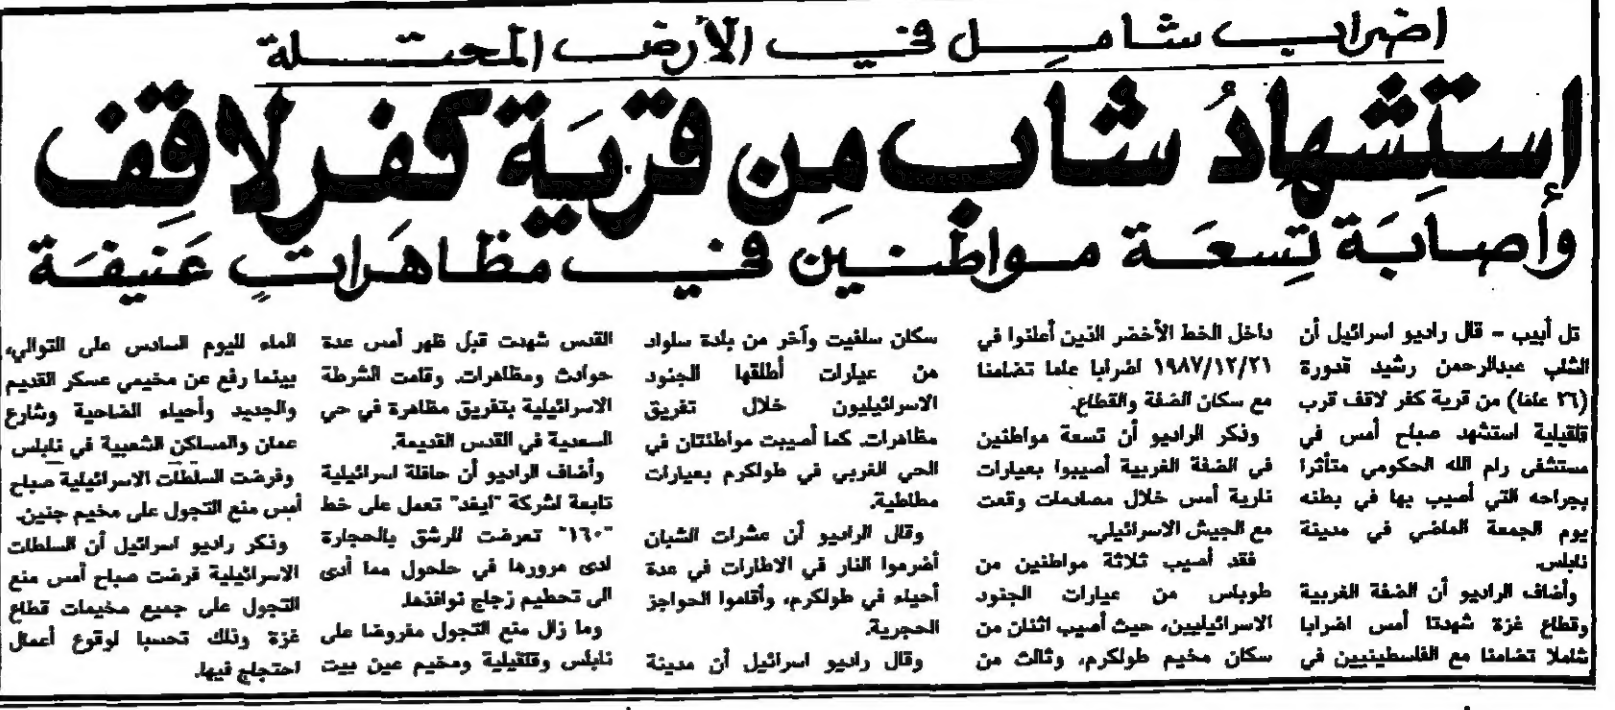 اضراب شامل في الأرض المحتلة
إستشهاد شاب من قرية كفر لاقف
وأصابة تسعة مواطنين في مظاهرات عنيفة
تل أبيب – قال راديو اسرائيل أن
الشاب عبدالرحمن رشيد قدورة
(٢٦ عاما) من قرية كفر لاقف قرب
قلقيلية استشهد صباح أمس في
مستشفى رام الله الحكومي متأثرا
بجراحه التي أصيب بها في بطنه
يوم الجمعة الماضي في مدينة
نابلس.
وأضاف الراديو أن الضفة الغربية
وقطاع غزة شهدتا أمس اضرابا
شاملا تضامنا مع الفلسطينيين في
داخل الخط الأخضر الذين أعلنوا في
١٩٨٧/١٢/٢١ اضرابا عاما تضامنا
مع سكان الضفة والقطاع.
وذكر الراديو أن تسعة مواطنين
في الضفة الغربية أصيبوا بعيارات
نارية أمس خلال مصادمات وقعت
مع الجيش الاسرائيلي.
فقد أصيب ثلاثة مواطنين من
طوباس من عيارات الجنود
الاسرائيليين، حيث أصيب اثنان من
سكان مخيم طولكرم، وثالث من
سكان سلفيت وآخر من بلدة سلواد
من عيارات أطلقها الجنود
الاسرائيليون خلال تفريق
مظاهرات. كما أصيبت مواطنتان في
الحي الغربي في طولكرم بعيارات
مطاطية.
وقال الراديو أن عشرات الشبان
أضرموا النار في الاطارات في عدة
أحياء في طولكرم، وأقاموا الحواجز
الحجرية.
وقال راديو اسرائيل أن مدينة
القدس شهدت قبل ظهر أمس عدة
حوادث ومظاهرات. وقامت الشرطة
الاسرائيلية بتفريق مظاهرة في حي
السعدية في القدس القديمة.
وأضاف الراديو أن حافلة اسرائيلية
تابعة لشركة "ايغد" تعمل على خط
"١٦٠" تعرضت للرشق بالحجارة
لدى مرورها في حلحول مما أدى
الى تحطيم زجاج نوافذها.
وما زال منع التجول مفروضا على
نابلس وقلقيلية ومخيم عين بيت
الماء لليوم السادس على التوالي،
بينما رفع عن مخيمي عسكر القديم
والجديد وأحياء الضاحية وشارع
عمان والمساكن الشعبية في نابلس
وفرضت السلطات الاسرائيلية صباح
أمس منع التجول على مخيم جنين.
وذكر راديو اسرائيل أن السلطات
الاسرائيلية فرضت صباح أمس منع
التجول على جميع مخيمات قطاع
غزة وذلك تحسبا لوقوع أعمال
احتجاج فيها.